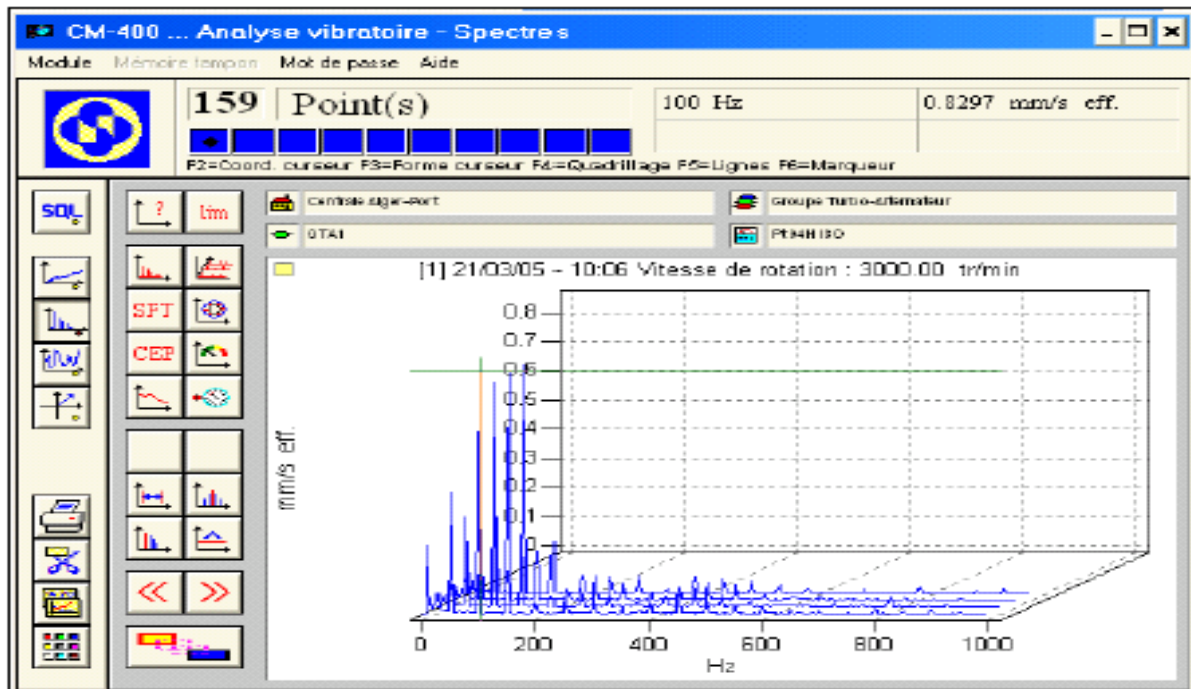 CM-400 ... Analyse vibratoire - Spectres
Module Mémoire tampon Mot de passe Aide
159 Point(s)
100 Hz
0.8297 mm/s eff.
F2=Coord. curseur F3=Forme curseur F4=Quadrillage F5=Lignes F6=Marqueur
SQL
?
lim
SFT
CEP
Centrale Alger-Port
Groupe Turbo-Alternateur
GTA1
[1] 21/03/05 - 10:06 Vitesse de rotation : 3000.00 tr/min
0.8
0.7
0.6
0.5
0.4
0.3
0.2
0.1
0
mm/s eff.
0 200 400 600 800 1000
Hz
<< >>